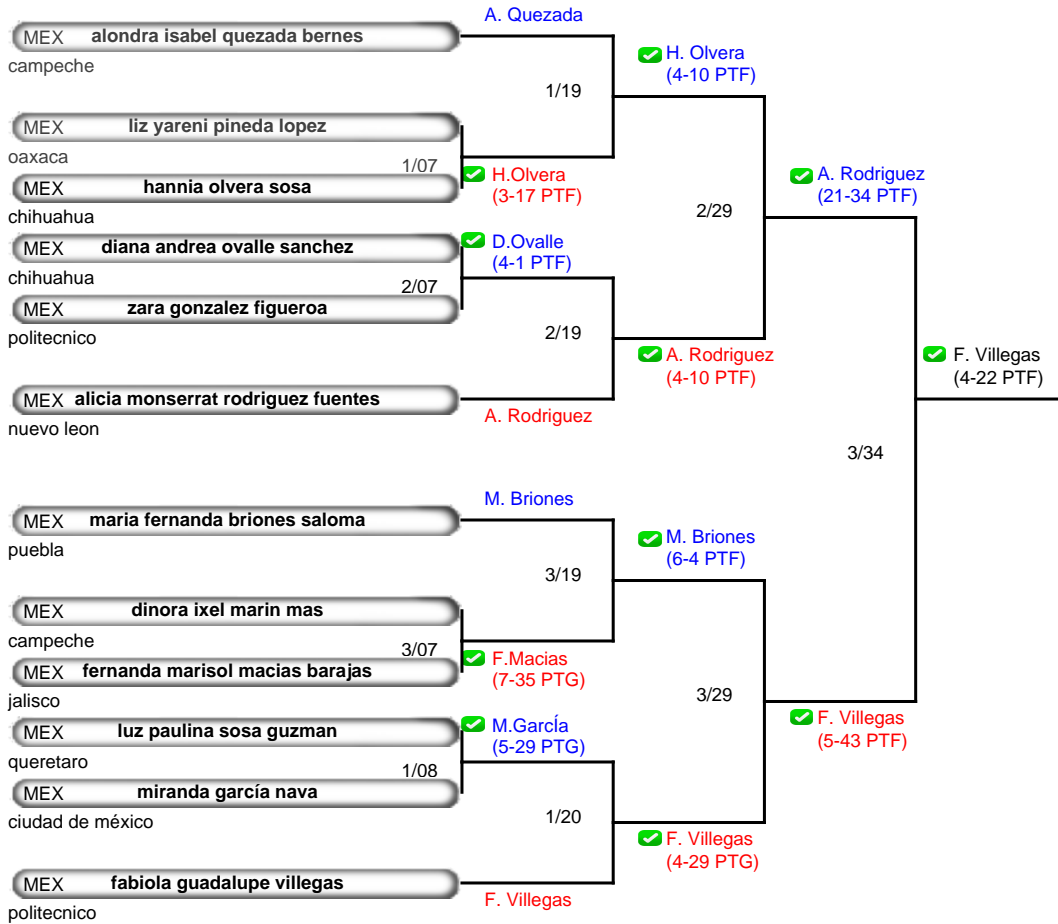 A. Quezada
MEX alondra isabel quezada bernes
campeche
H. Olvera
(4-10 PTF)
1/19
MEX liz yareni pineda lopez
oaxaca
1/07
H.Olvera
(3-17 PTF)
MEX hannia olvera sosa
chihuahua
A. Rodriguez
(21-34 PTF)
2/29
MEX diana andrea ovalle sanchez
chihuahua
D.Ovalle
(4-1 PTF)
2/07
MEX zara gonzalez figueroa
politecnico
2/19
A. Rodriguez
(4-10 PTF)
F. Villegas
(4-22 PTF)
MEX alicia monserrat rodriguez fuentes
nuevo leon
A. Rodriguez
3/34
M. Briones
MEX maria fernanda briones saloma
puebla
M. Briones
(6-4 PTF)
3/19
MEX dinora ixel marin mas
campeche
3/07
F.Macias
(7-35 PTG)
MEX fernanda marisol macias barajas
jalisco
3/29
F. Villegas
(5-43 PTF)
MEX luz paulina sosa guzman
queretaro
M.GarcÍa
(5-29 PTG)
1/08
MEX miranda garcía nava
ciudad de méxico
1/20
F. Villegas
(4-29 PTG)
MEX fabiola guadalupe villegas
politecnico
F. Villegas